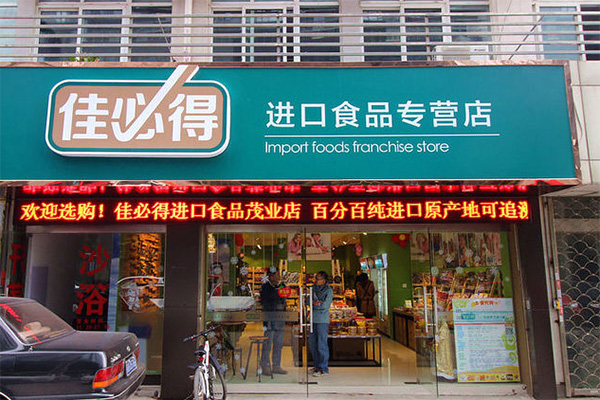 佳必得
进口食品专营店
Import foods franchise store
欢迎选购！佳必得进口食品茂业店 百分百纯进口原产地可追溯
沙浴